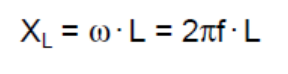 X_L = ω · L = 2πf · L